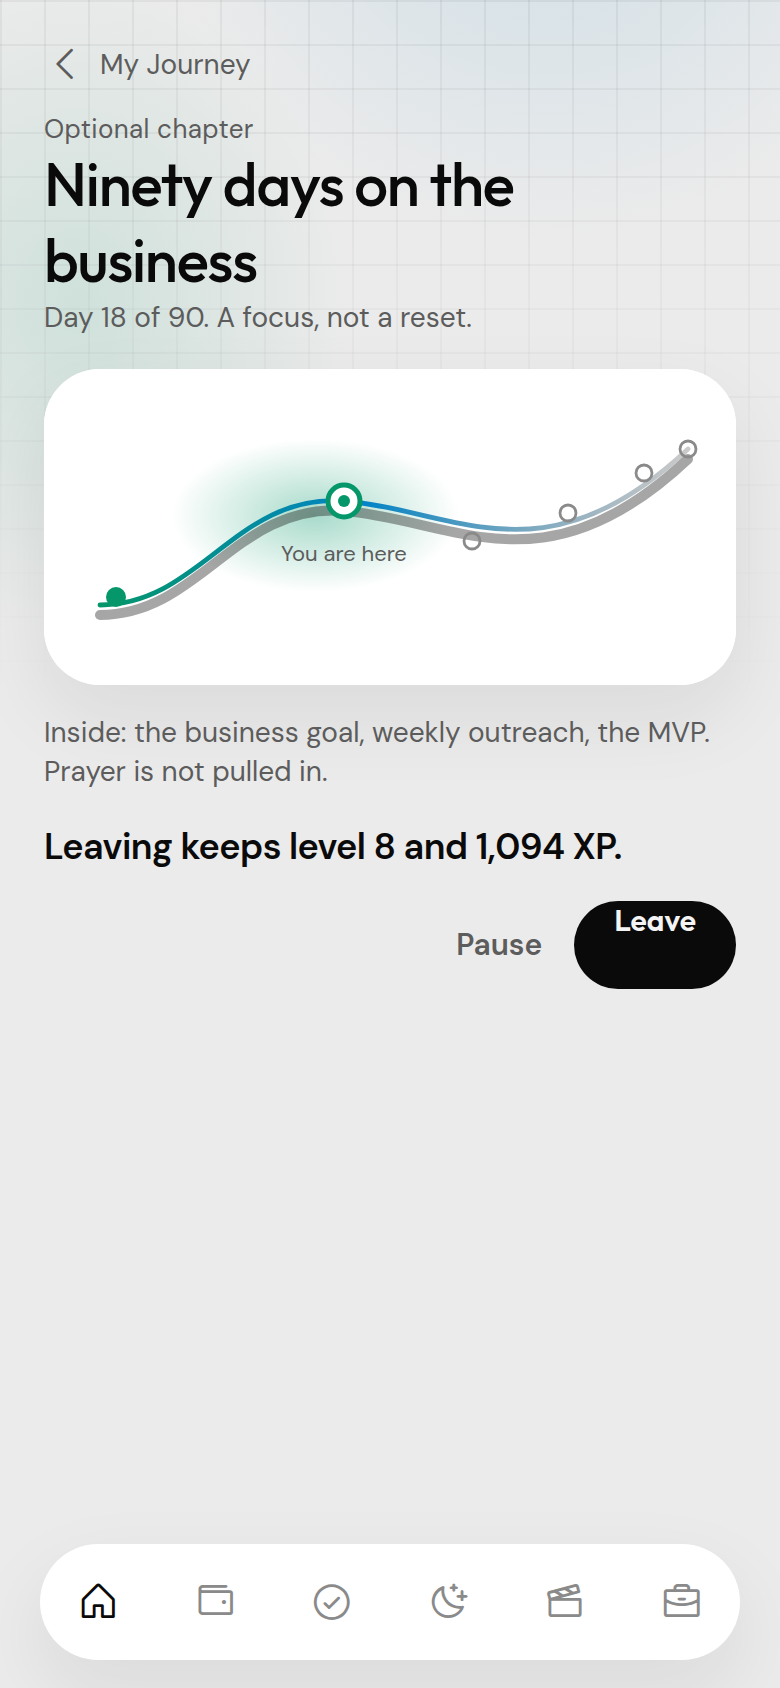 My Journey
Optional chapter
Ninety days on the
business
Day 18 of 90. A focus, not a reset.
You are here
Inside: the business goal, weekly outreach, the MVP.
Prayer is not pulled in.
Leaving keeps level 8 and 1,094 XP.
Pause
Leave